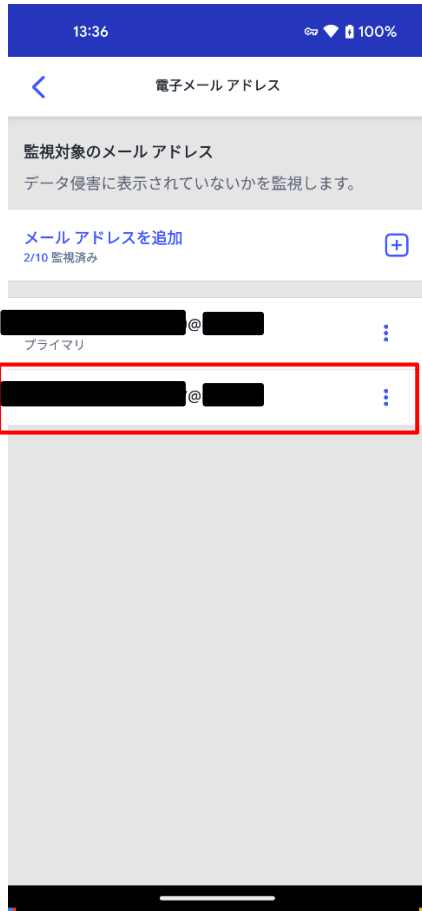 13:36 100%
電子メール アドレス
監視対象のメール アドレス
データ侵害に表示されていないかを監視します。
メール アドレスを追加
2/10 監視済み
@
プライマリ
@